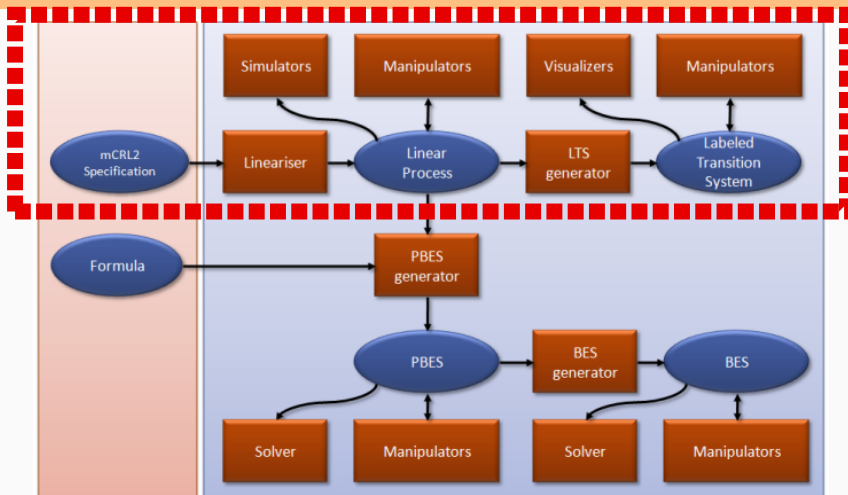 Simulators
Manipulators
Visualizers
Manipulators
mCRL2
Specification
Lineariser
Linear
Process
LTS
generator
Labeled
Transition
System
Formula
PBES
generator
PBES
BES
generator
BES
Solver
Manipulators
Solver
Manipulators